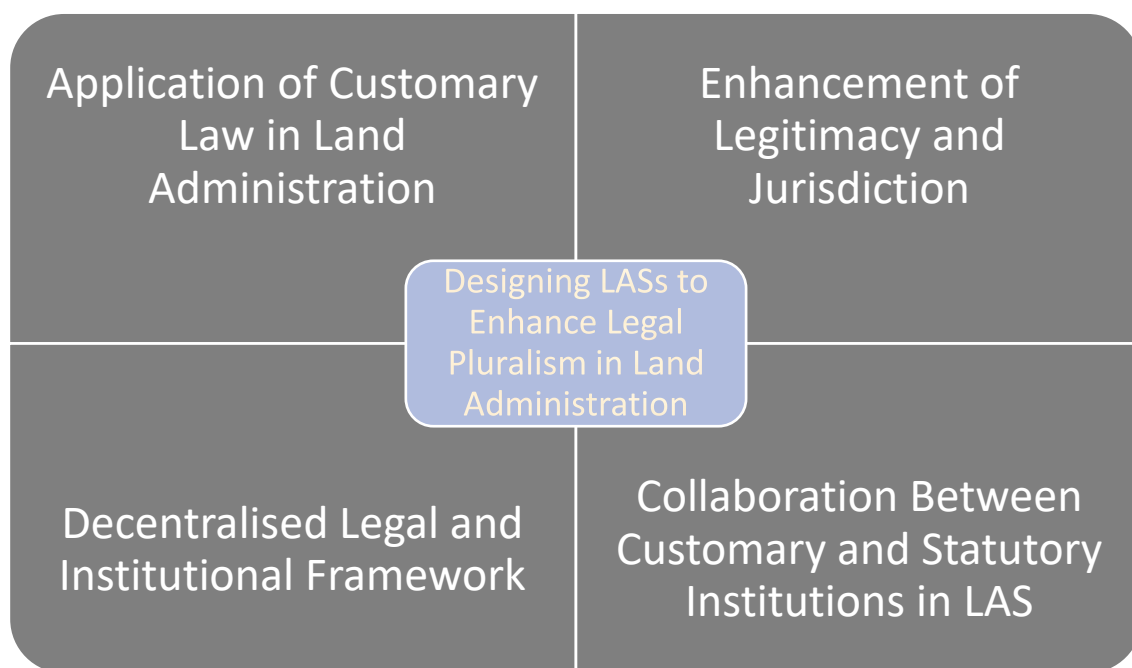 Application of Customary
Law in Land
Administration
Enhancement of
Legitimacy and
Jurisdiction
Designing LASs to
Enhance Legal
Pluralism in Land
Administration
Decentralised Legal and
Institutional Framework
Collaboration Between
Customary and Statutory
Institutions in LAS